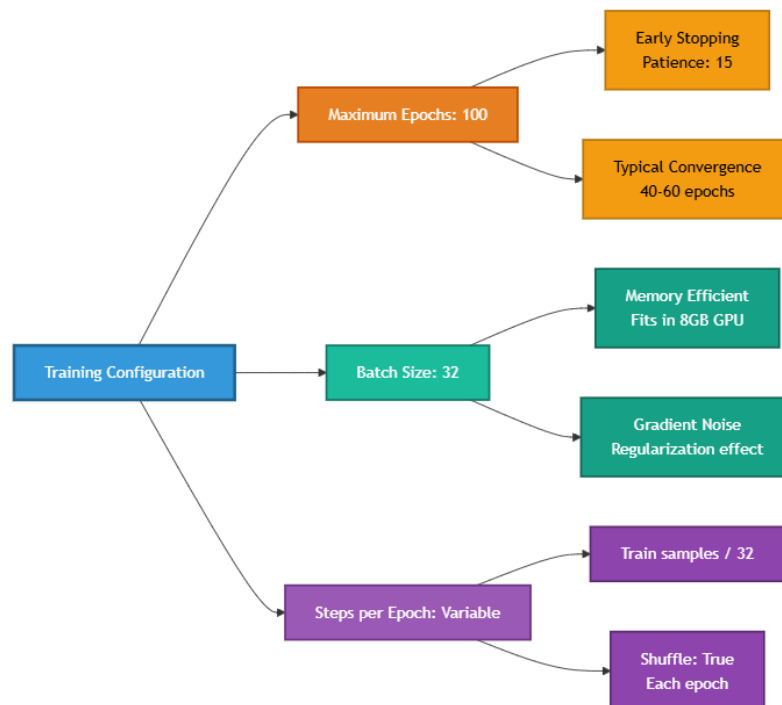 Early Stopping
Patience: 15
Maximum Epochs: 100
Typical Convergence
40-60 epochs
Memory Efficient
Fits in 8GB GPU
Training Configuration
Batch Size: 32
Gradient Noise
Regularization effect
Train samples / 32
Steps per Epoch: Variable
Shuffle: True
Each epoch